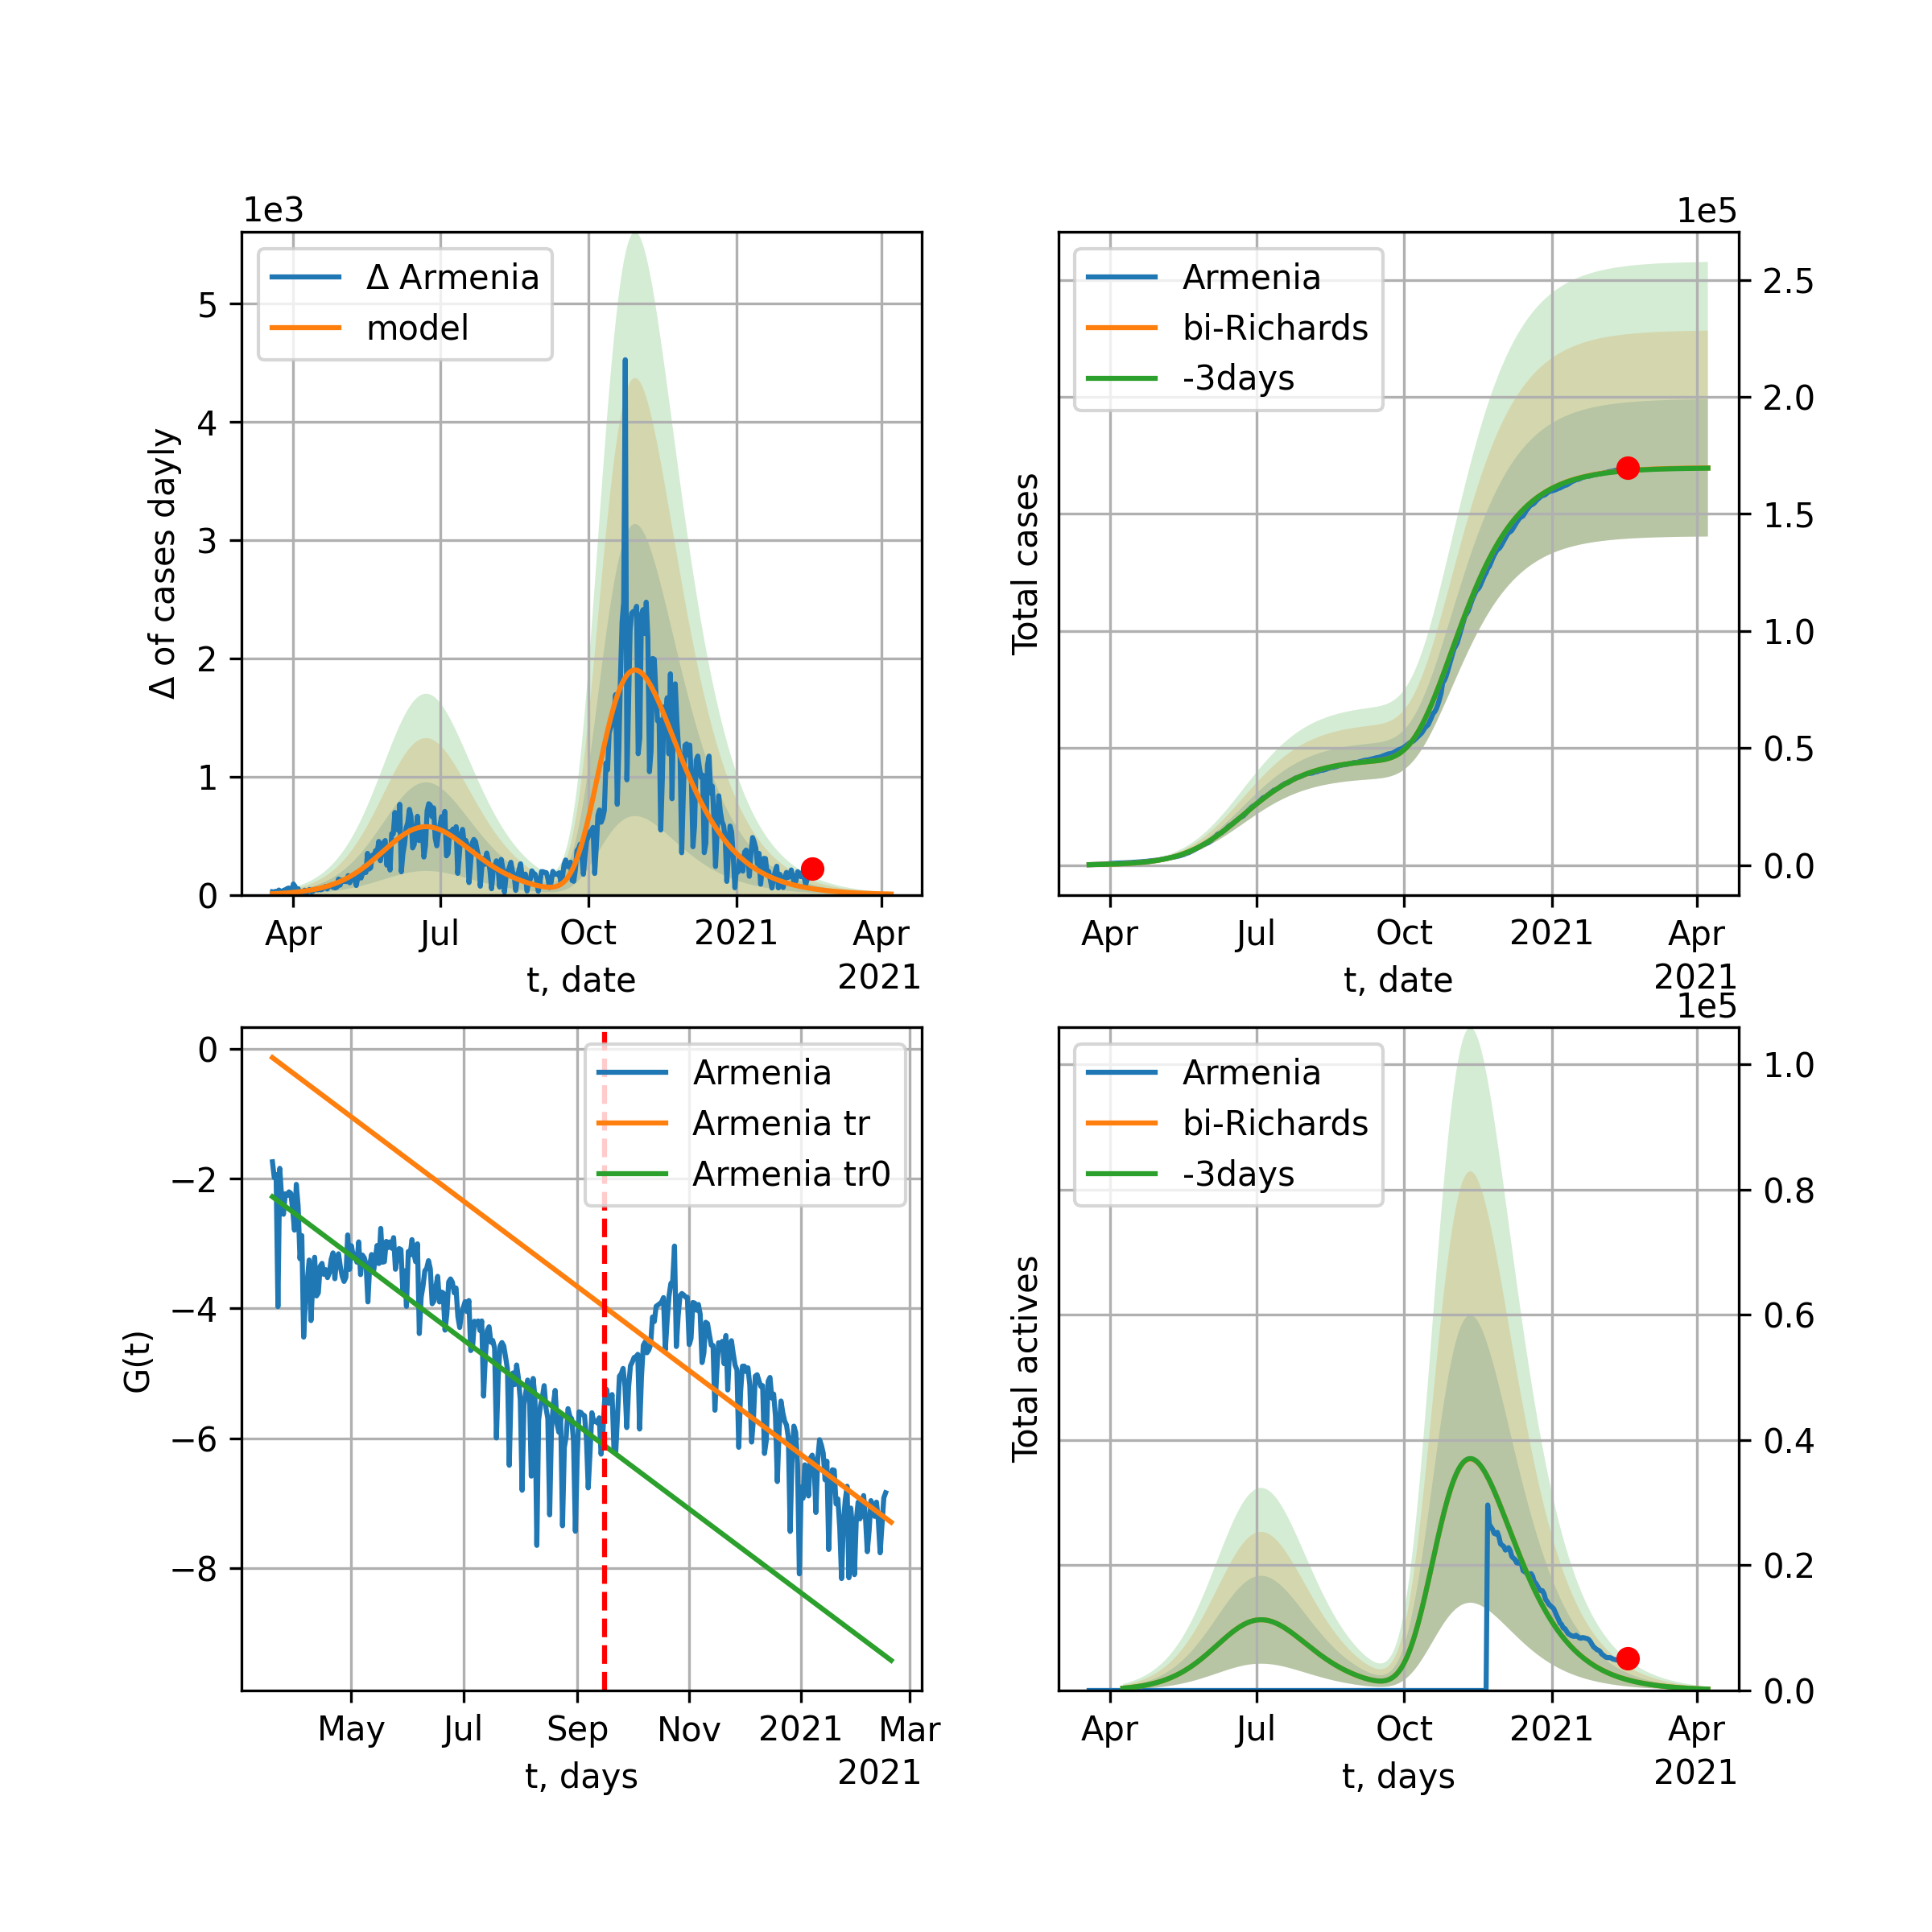 1e3
Δ of cases dayly
5
4
3
2
1
0
Δ Armenia
model
Apr
Jul
Oct
2021
Apr
2021
t, date
1e5
Total cases
Armenia
bi-Richards
-3days
2.5
2.0
1.5
1.0
0.5
0.0
Apr
Jul
Oct
2021
Apr
2021
t, date
G(t)
0
−2
−4
−6
−8
Armenia
Armenia tr
Armenia tr0
May
Jul
Sep
Nov
2021
Mar
2021
t, days
1e5
Total actives
Armenia
bi-Richards
-3days
1.0
0.8
0.6
0.4
0.2
0.0
Apr
Jul
Oct
2021
Apr
2021
t, days